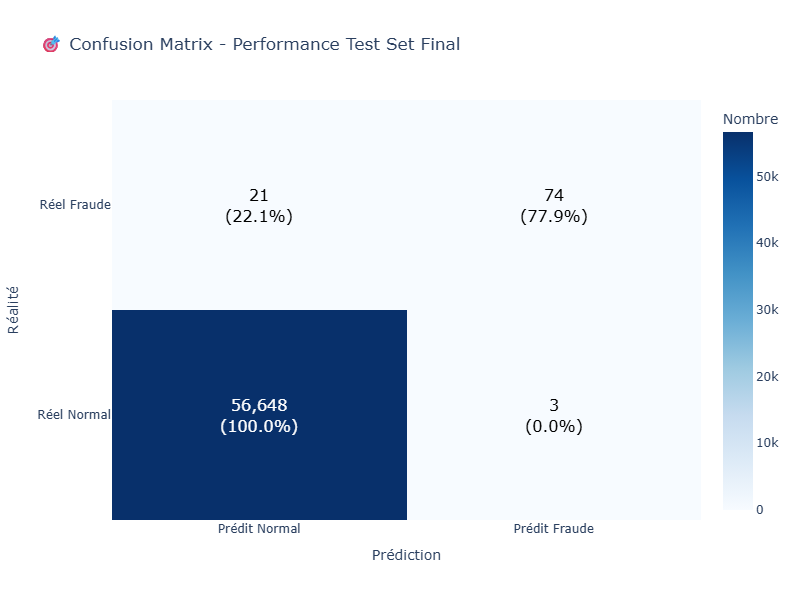 🎯 Confusion Matrix - Performance Test Set Final
Nombre
50k
40k
30k
20k
10k
0
Réalité
Réel Fraude
21
(22.1%)
74
(77.9%)
Réel Normal
56,648
(100.0%)
3
(0.0%)
Prédit Normal
Prédit Fraude
Prédiction